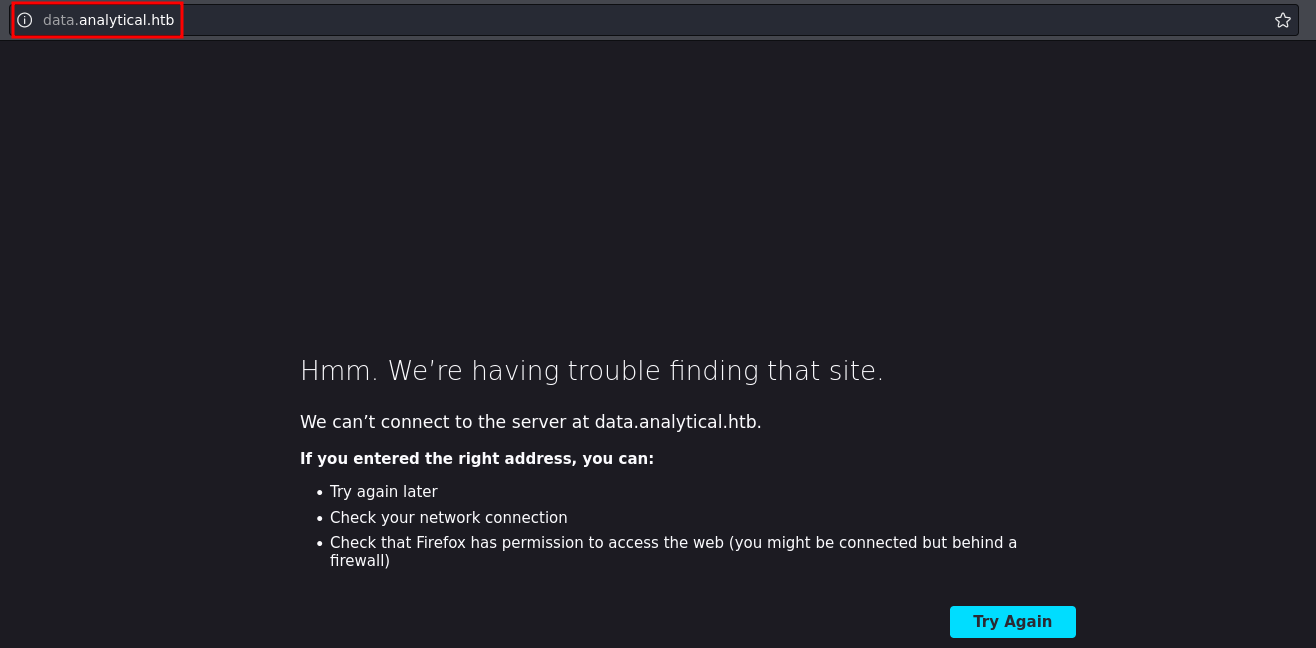 data.analytical.htb
Hmm. We’re having trouble finding that site.
We can’t connect to the server at data.analytical.htb.
If you entered the right address, you can:
• Try again later
• Check your network connection
• Check that Firefox has permission to access the web (you might be connected but behind a
firewall)
Try Again